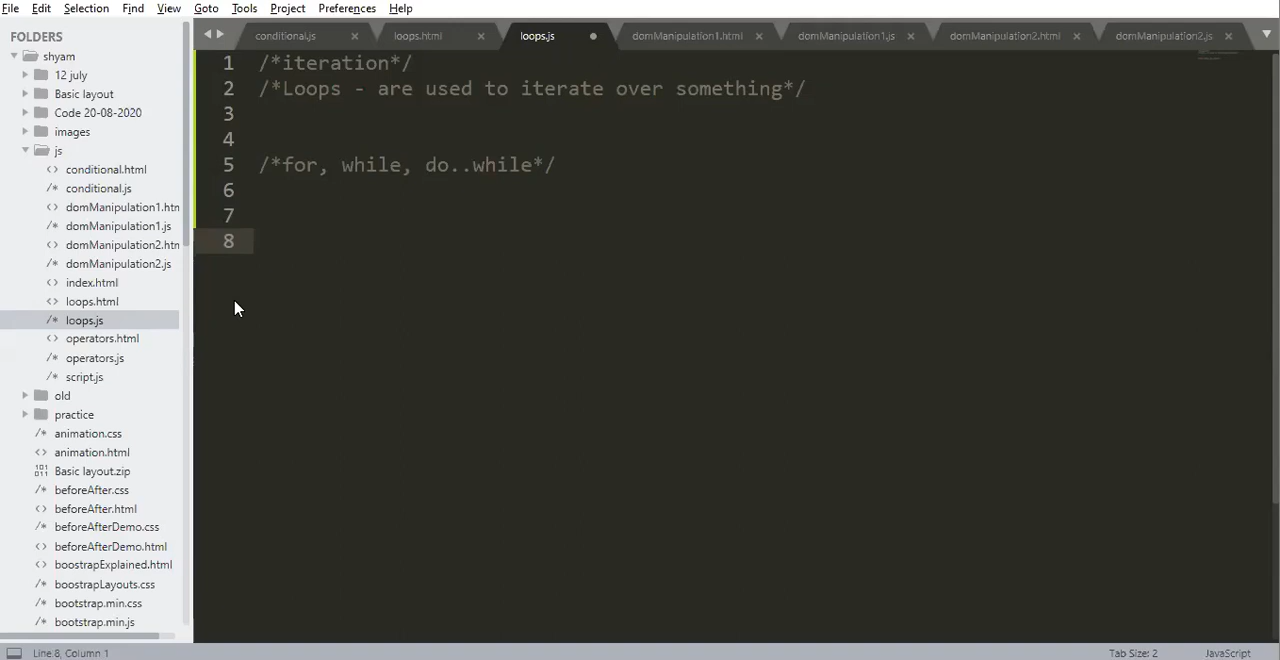 File Edit Selection Find View Goto Tools Project Preferences Help
FOLDERS
shyam
12 july
Basic layout
Code 20-08-2020
images
js
conditional.html
conditional.js
domManipulation1.htn
domManipulation1.js
domManipulation2.htn
domManipulation2.js
index.html
loops.html
loops.js
operators.html
operators.js
script.js
old
practice
animation.css
animation.html
Basic layout.zip
beforeAfter.css
beforeAfter.html
beforeAfterDemo.css
beforeAfterDemo.html
boostrapExplained.html
boostrapLayouts.css
bootstrap.min.css
bootstrap.min.js
conditional.js loops.html loops.js domManipulation1.html domManipulation1.js domManipulation2.html domManipulation2.js
1 /*iteration*/
2 /*Loops - are used to iterate over something*/
3
4
5 /*for, while, do..while*/
6
7
8
Line 8, Column 1 Tab Size: 2 JavaScript